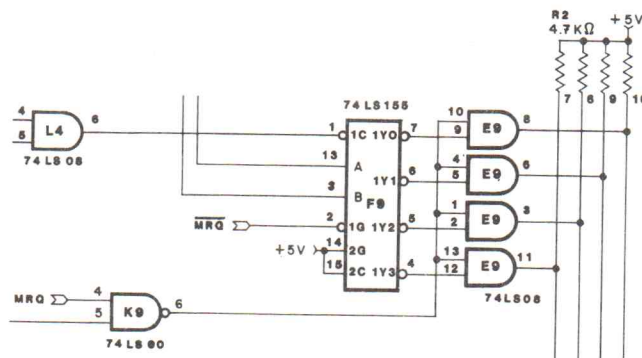 R2
4.7KΩ
+5V
7 6 9 10
74LS155
4
5
L4
6
74LS08
1
1C 1Y0
7
13
A
3
B
1Y1
6
F9
MRQ
2
1G 1Y2
5
+5V
14
2G
15
2C 1Y3
4
10
9
E9
8
4
5
E9
6
1
2
E9
3
13
12
E9
11
74LS08
MRQ
4
5
K9
6
74LS00